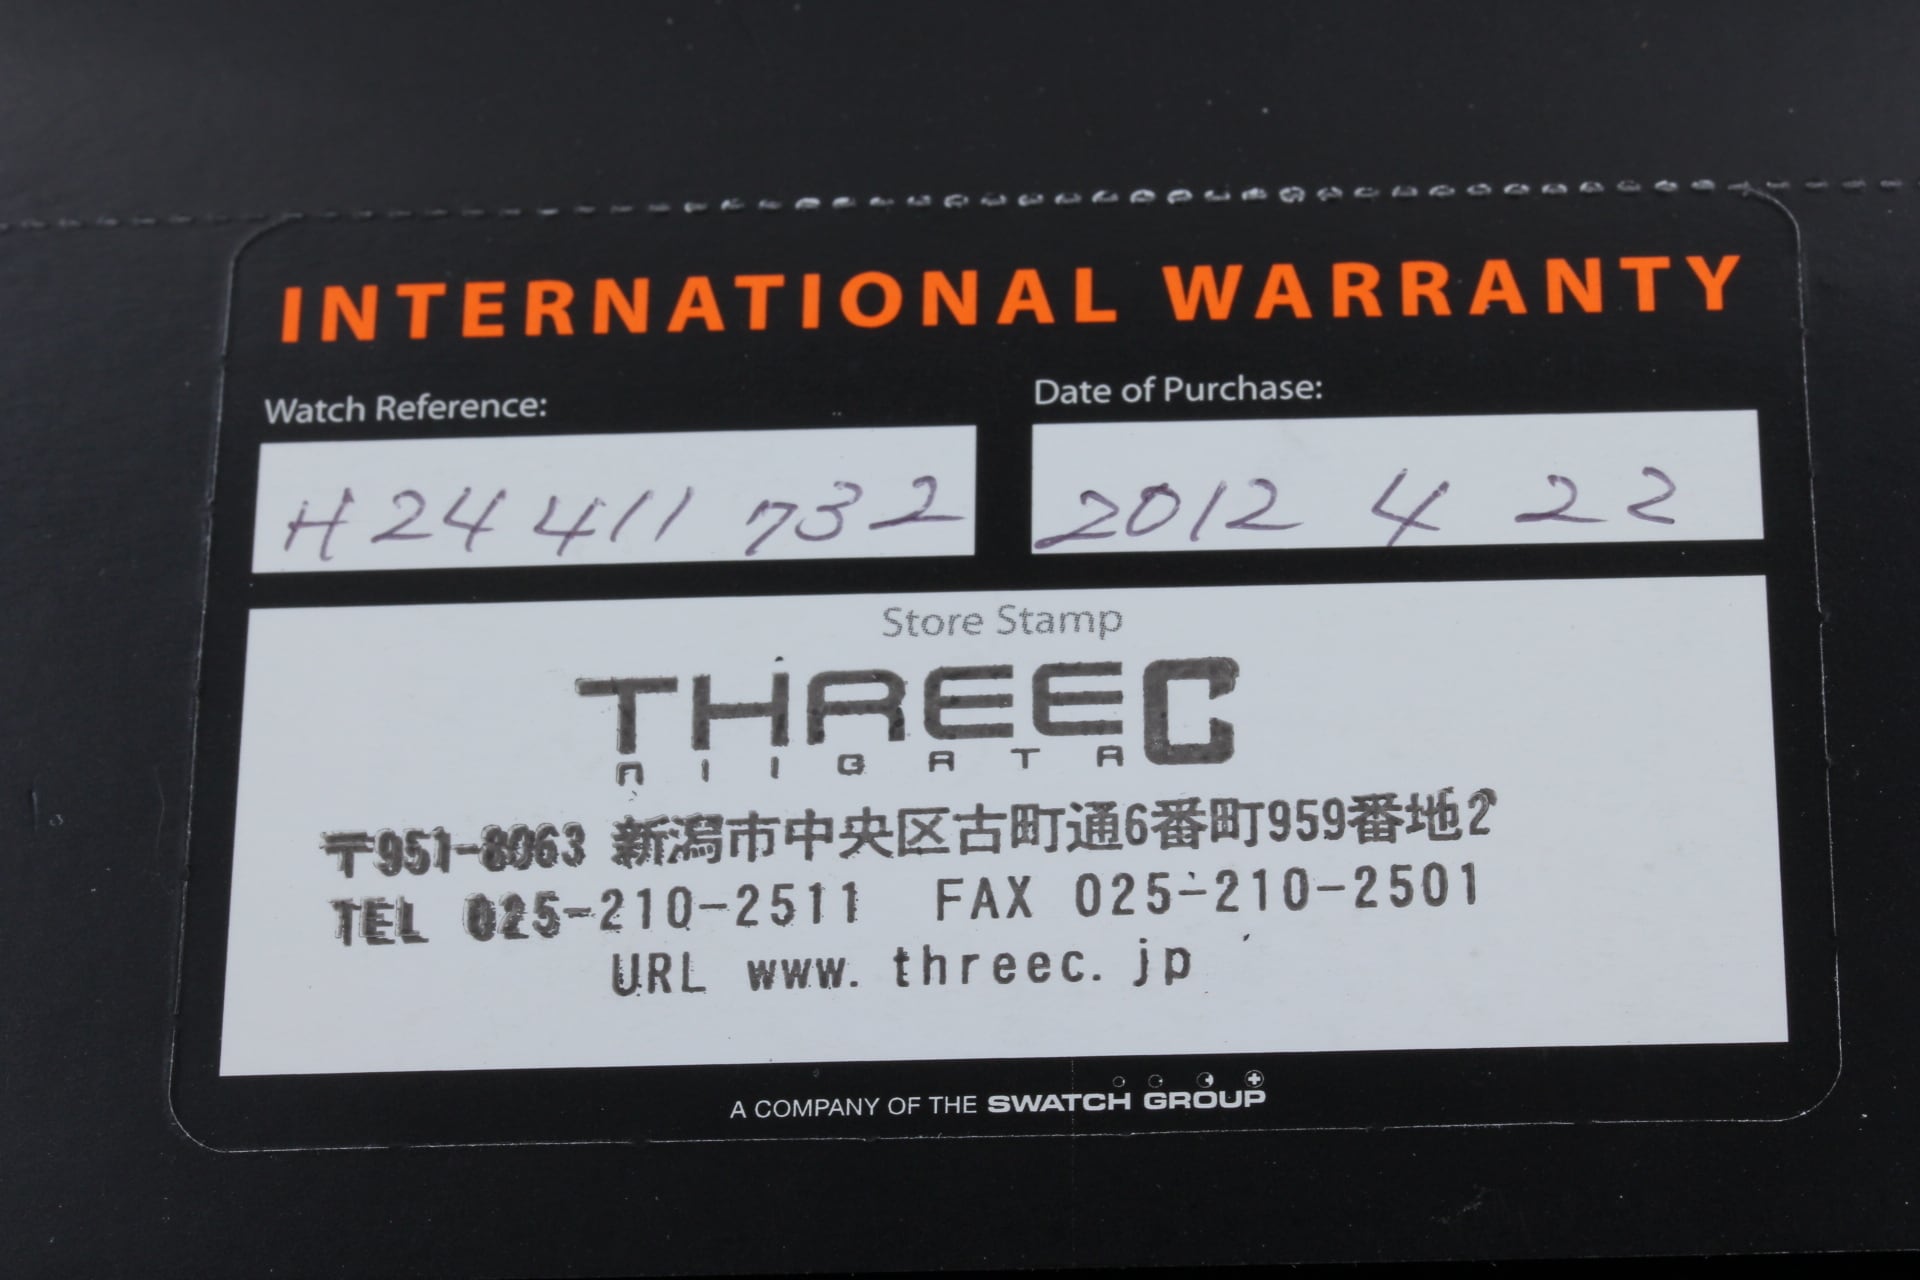 INTERNATIONAL WARRANTY
Watch Reference: Date of Purchase:
H24411732 2012 4 22
Store Stamp
THREEC
NIIGATA
〒951-8063 新潟市中央区古町通6番町959番地2
TEL 025-210-2511 FAX 025-210-2501
URL www.threec.jp
A COMPANY OF THE SWATCH GROUP